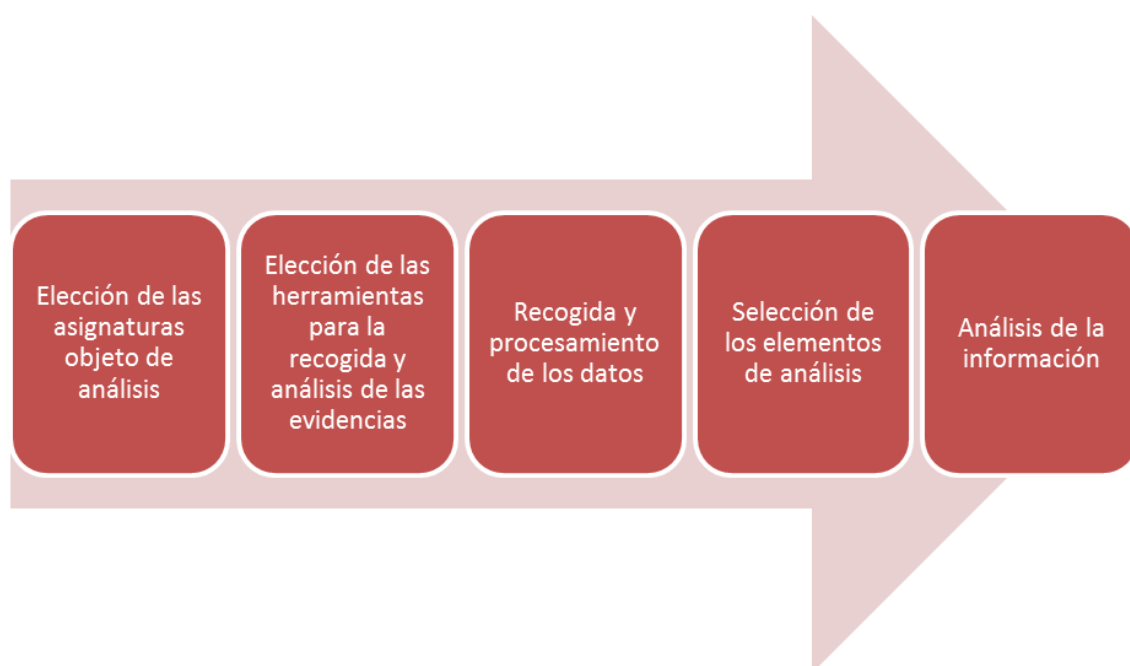 Elección de las
asignaturas
objeto de
análisis
Elección de las
herramientas
para la
recogida y
análisis de las
evidencias
Recogida y
procesamiento
de los datos
Selección de
los elementos
de análisis
Análisis de la
información